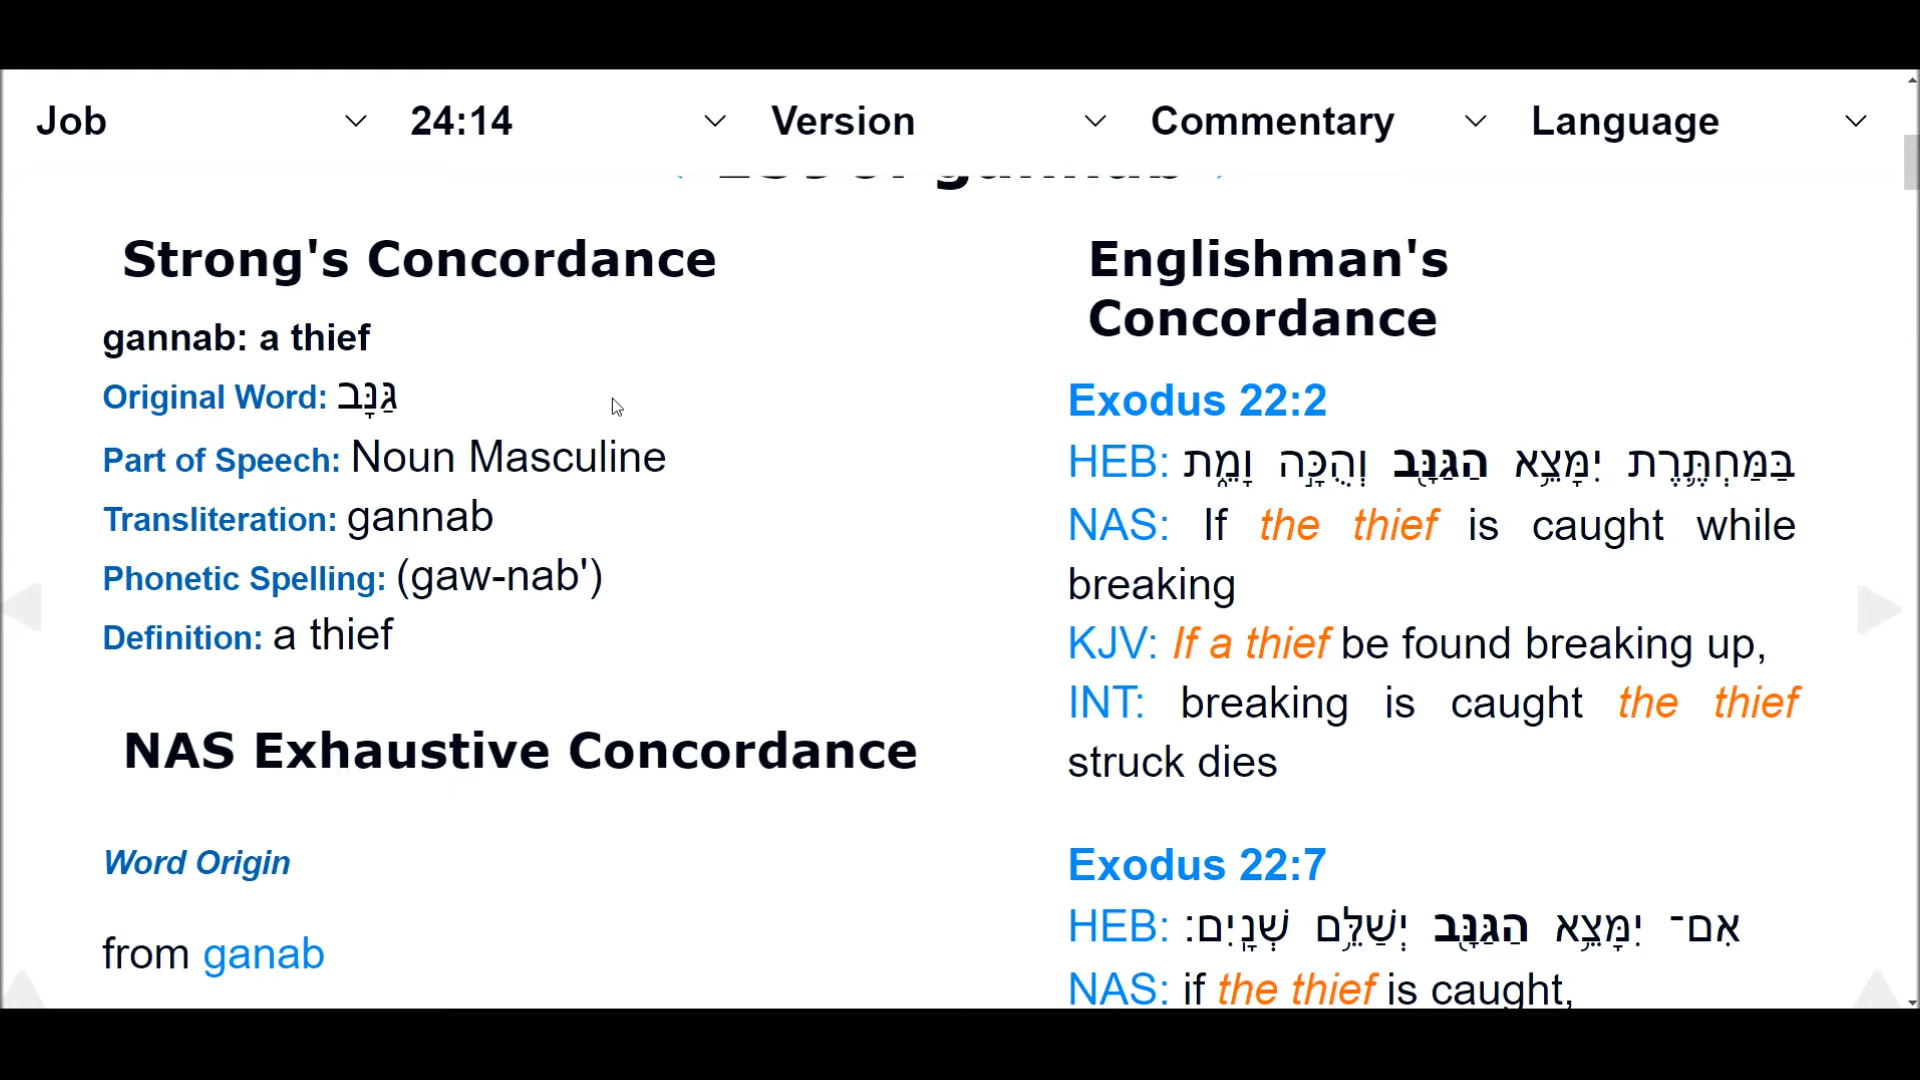 Job 24:14 Version Commentary Language
gannab
Strong's Concordance
gannab: a thief
Original Word: גַּנָּב
Part of Speech: Noun Masculine
Transliteration: gannab
Phonetic Spelling: (gaw-nab')
Definition: a thief
NAS Exhaustive Concordance
Word Origin
from ganab
Englishman's
Concordance
Exodus 22:2
HEB: בַּמַּחְתֶּ֛רֶת יִמָּצֵ֥א הַגַּנָּ֖ב וְהֻכָּ֣ה וָמֵ֑ת
NAS: If the thief is caught while
breaking
KJV: If a thief be found breaking up,
INT: breaking is caught the thief
struck dies
Exodus 22:7
HEB: אִם־ יִמָּצֵ֥א הַגַּנָּ֖ב יְשַׁלֵּ֥ם שְׁנָֽיִם׃
NAS: if the thief is caught,